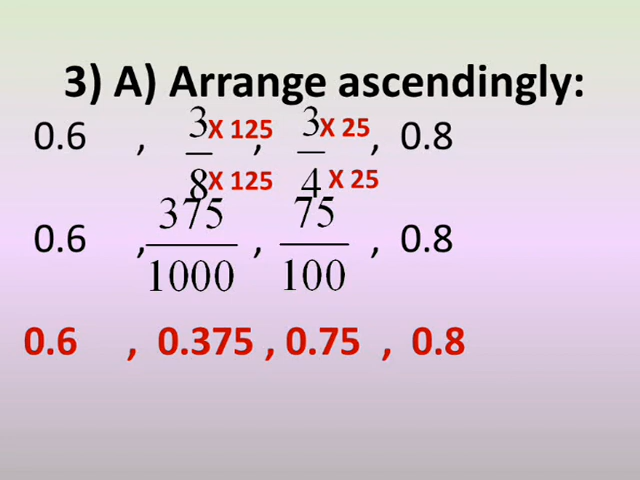 3) A) Arrange ascendingly:
0.6 , 3/8 X 125 / X 125 , 3/4 X 25 / X 25 , 0.8
0.6 , 375/1000 , 75/100 , 0.8
0.6 , 0.375 , 0.75 , 0.8